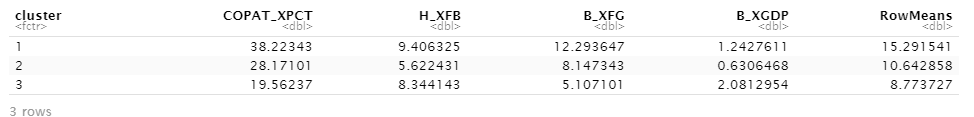 cluster COPAT_XPCT H_XFB B_XFG B_XGDP RowMeans
<fctr> <dbl> <dbl> <dbl> <dbl> <dbl>
1 38.22343 9.406325 12.293647 1.2427611 15.291541
2 28.17101 5.622431 8.147343 0.6306468 10.642858
3 19.56237 8.344143 5.107101 2.0812954 8.773727
3 rows